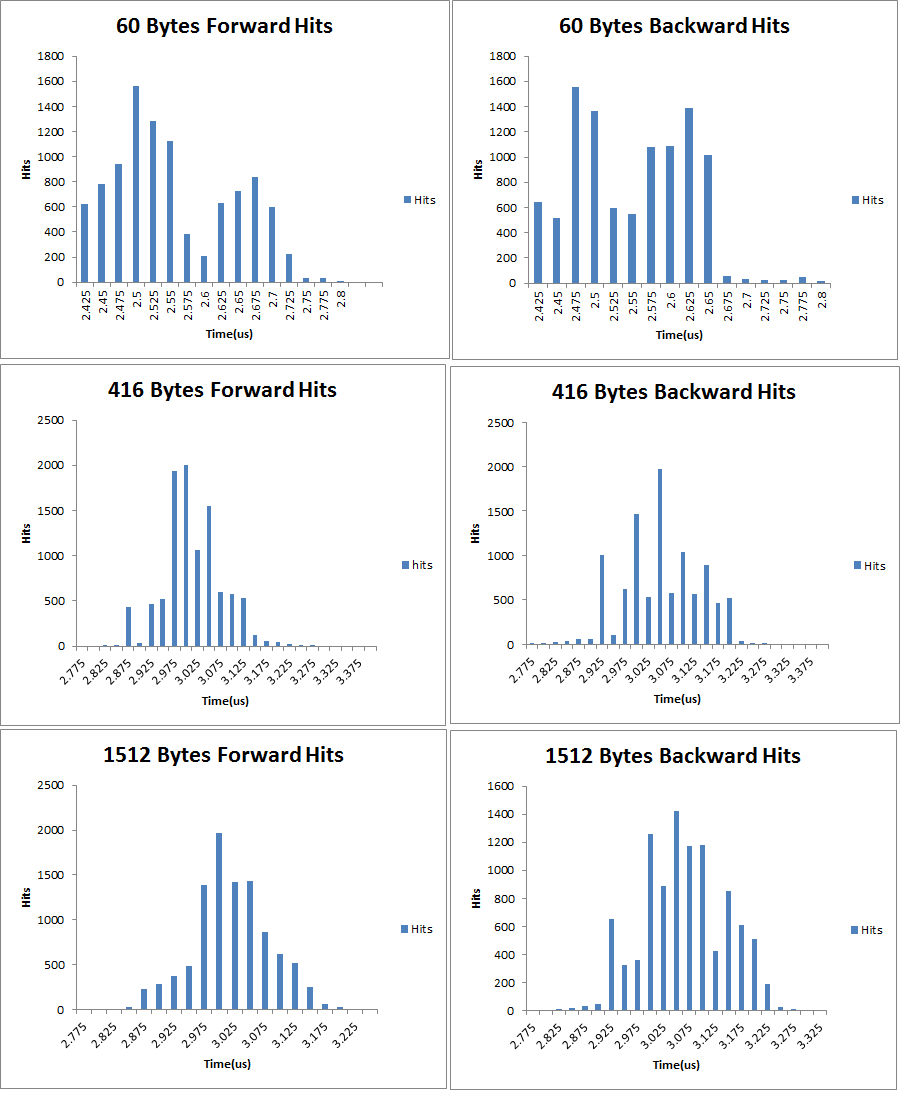 60 Bytes Forward Hits
1800
1600
1400
1200
1000
800
600
400
200
0
Hits
2.425 2.45 2.475 2.5 2.525 2.55 2.575 2.6 2.625 2.65 2.675 2.7 2.725 2.75 2.775 2.8
Time(us)
Hits
60 Bytes Backward Hits
1800
1600
1400
1200
1000
800
600
400
200
0
Hits
2.425 2.45 2.475 2.5 2.525 2.55 2.575 2.6 2.625 2.65 2.675 2.7 2.725 2.75 2.775 2.8
Time(us)
Hits
416 Bytes Forward Hits
2500
2000
1500
1000
500
0
Hits
2.775 2.825 2.875 2.925 2.975 3.025 3.075 3.125 3.175 3.225 3.275 3.325 3.375
Time(us)
hits
416 Bytes Backward Hits
2500
2000
1500
1000
500
0
Hits
2.775 2.825 2.875 2.925 2.975 3.025 3.075 3.125 3.175 3.225 3.275 3.325 3.375
Time(us)
Hits
1512 Bytes Forward Hits
2500
2000
1500
1000
500
0
Hits
2.775 2.825 2.875 2.925 2.975 3.025 3.075 3.125 3.175 3.225
Time(us)
Hits
1512 Bytes Backward Hits
1600
1400
1200
1000
800
600
400
200
0
Hits
2.775 2.825 2.875 2.925 2.975 3.025 3.075 3.125 3.175 3.225 3.275 3.325
Time(us)
Hits